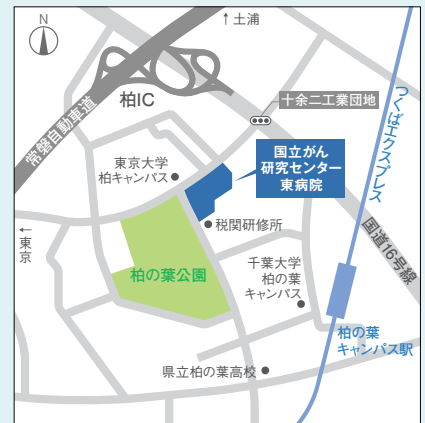 N
↑土浦
柏IC
常磐自動車道
十余二工業団地
つくばエクスプレス
東京大学
柏キャンパス
国立がん
研究センター
東病院
税関研修所
国道16号線
←東京
柏の葉公園
千葉大学
柏の葉
キャンパス
柏の葉
キャンパス駅
県立柏の葉高校